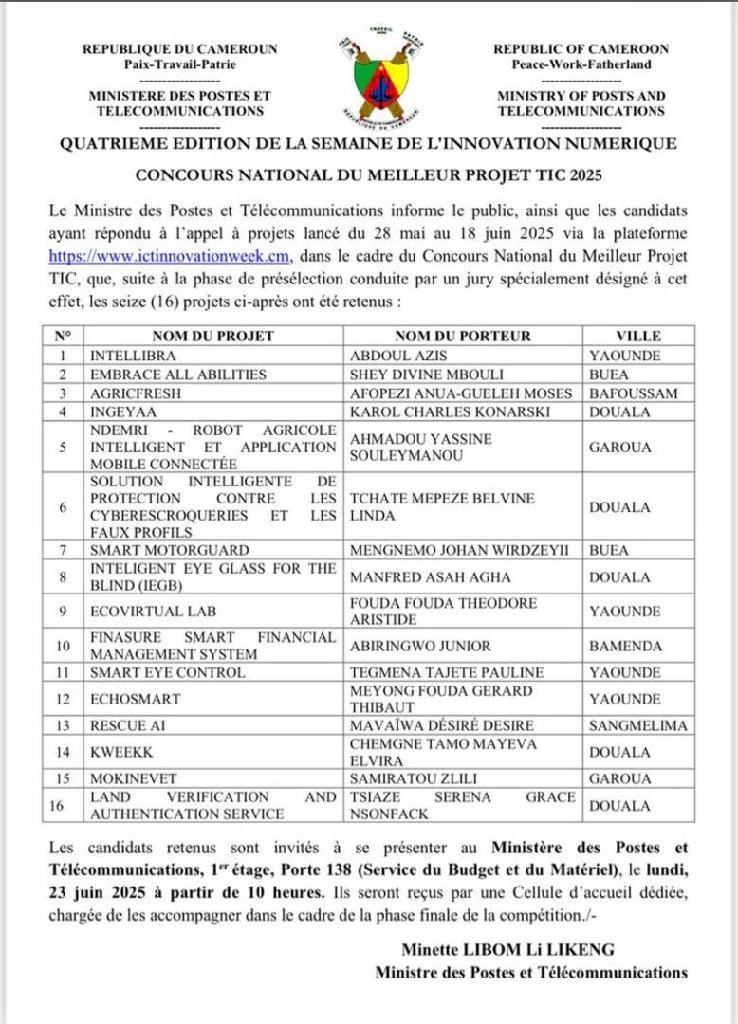 REPUBLIQUE DU CAMEROUN
Paix-Travail-Patrie
-------------------
MINISTERE DES POSTES ET
TELECOMMUNICATIONS
-------------------
REPUBLIC OF CAMEROON
Peace-Work-Fatherland
-------------------
MINISTRY OF POSTS AND
TELECOMMUNICATIONS
-------------------
QUATRIEME EDITION DE LA SEMAINE DE L'INNOVATION NUMERIQUE
CONCOURS NATIONAL DU MEILLEUR PROJET TIC 2025
Le Ministre des Postes et Télécommunications informe le public, ainsi que les candidats
ayant répondu à l’appel à projets lancé du 28 mai au 18 juin 2025 via la plateforme
https://www.ictinnovationweek.cm, dans le cadre du Concours National du Meilleur Projet
TIC, que, suite à la phase de présélection conduite par un jury spécialement désigné à cet
effet, les seize (16) projets ci-après ont été retenus :
N° NOM DU PROJET NOM DU PORTEUR VILLE
1 INTELLIBRA ABDOUL AZIS YAOUNDE
2 EMBRACE ALL ABILITIES SHEY DIVINE MBOULI BUEA
3 AGRICFRESH AFOPEZI ANUA-GUELEH MOSES BAFOUSSAM
4 INGEYAA KAROL CHARLES KONARSKI DOUALA
5 NDEMRI - ROBOT AGRICOLE
INTELLIGENT ET APPLICATION
MOBILE CONNECTÉE
AHMADOU YASSINE
SOULEYMANOU
GAROUA
6 SOLUTION INTELLIGENTE DE
PROTECTION CONTRE LES
CYBERESCROQUERIES ET LES
FAUX PROFILS
TCHATE MEPEZE BELVINE
LINDA
DOUALA
7 SMART MOTORGUARD MENGNEMO JOHAN WIRDZEYII BUEA
8 INTELIGENT EYE GLASS FOR THE
BLIND (IEGB)
MANFRED ASAH AGHA DOUALA
9 ECOVIRTUAL LAB FOUDA FOUDA THEODORE
ARISTIDE
YAOUNDE
10 FINASURE SMART FINANCIAL
MANAGEMENT SYSTEM
ABIRINGWO JUNIOR BAMENDA
11 SMART EYE CONTROL TEGMENA TAJETE PAULINE YAOUNDE
12 ECHOSMART MEYONG FOUDA GERARD
THIBAUT
YAOUNDE
13 RESCUE AI MAVAÏWA DÉSIRÉ DESIRE SANGMELIMA
14 KWEEKK CHEMGNE TAMO MAYEVA
ELVIRA
DOUALA
15 MOKINEVET SAMIRATOU ZLILI GAROUA
16 LAND VERIFICATION AND
AUTHENTICATION SERVICE
TSIAZE SERENA GRACE
NSONFACK
DOUALA
Les candidats retenus sont invités à se présenter au Ministère des Postes et
Télécommunications, 1er étage, Porte 138 (Service du Budget et du Matériel), le lundi,
23 juin 2025 à partir de 10 heures. Ils seront reçus par une Cellule d’accueil dédiée,
chargée de les accompagner dans le cadre de la phase finale de la compétition./-
Minette LIBOM Li LIKENG
Ministre des Postes et Télécommunications